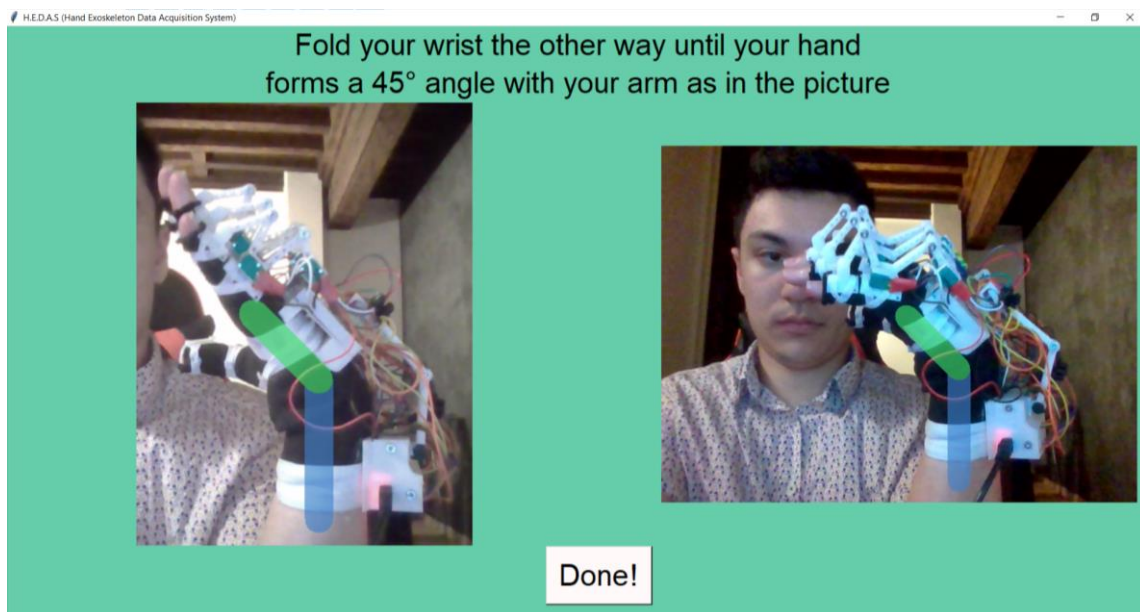 H.E.D.A.S (Hand Exoskeleton Data Acquisition System)
Fold your wrist the other way until your hand
forms a 45° angle with your arm as in the picture
Done!